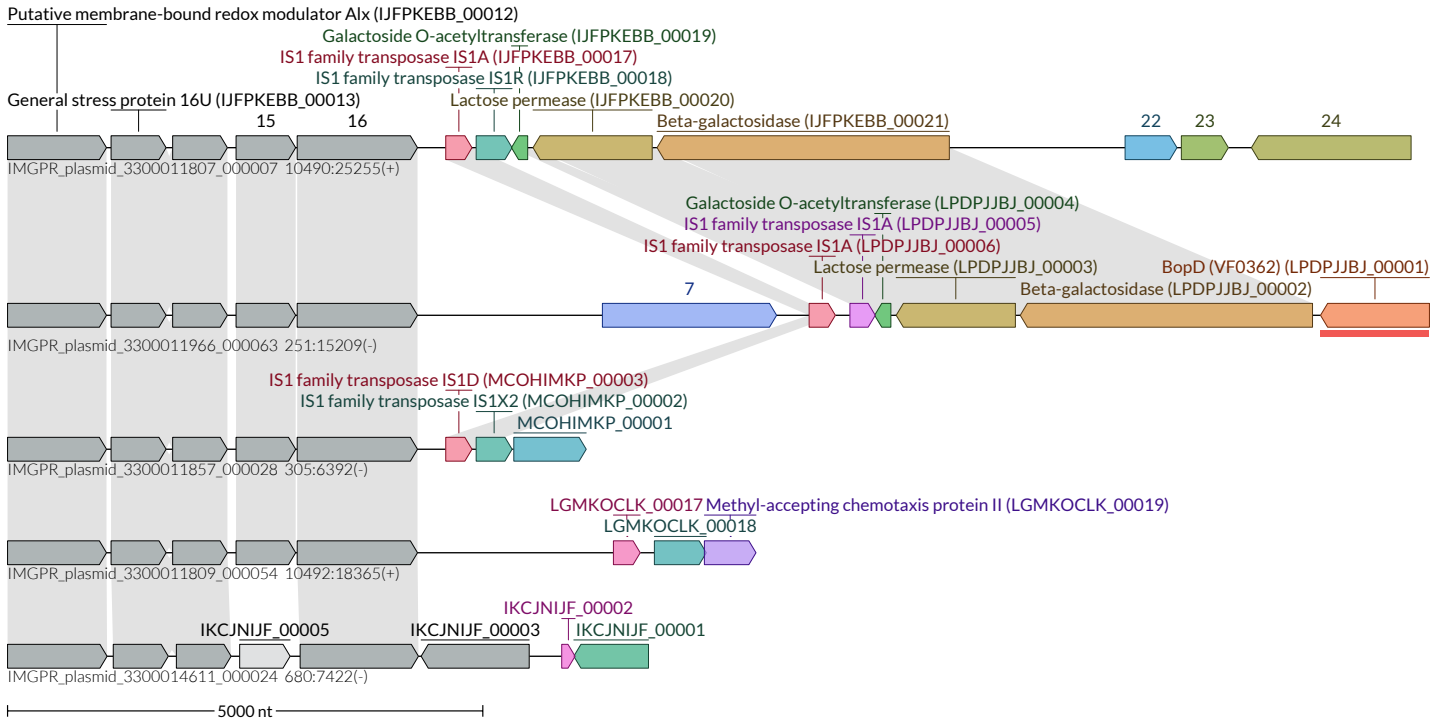 Putative membrane-bound redox modulator Alx (IJFPKEBB_00012)
Galactoside O-acetyltransferase (IJFPKEBB_00019)
IS1 family transposase IS1A (IJFPKEBB_00017)
IS1 family transposase IS1R (IJFPKEBB_00018)
General stress protein 16U (IJFPKEBB_00013)
Lactose permease (IJFPKEBB_00020)
15
16
Beta-galactosidase (IJFPKEBB_00021)
22
23
24
IMGPR_plasmid_3300011807_000007 10490:25255(+)
Galactoside O-acetyltransferase (LPDPJJBJ_00004)
IS1 family transposase IS1A (LPDPJJBJ_00005)
IS1 family transposase IS1A (LPDPJJBJ_00006)
Lactose permease (LPDPJJBJ_00003)
BopD (VF0362) (LPDPJJBJ_00001)
7
Beta-galactosidase (LPDPJJBJ_00002)
IMGPR_plasmid_3300011966_000063 251:15209(-)
IS1 family transposase IS1D (MCOHIMKP_00003)
IS1 family transposase IS1X2 (MCOHIMKP_00002)
MCOHIMKP_00001
IMGPR_plasmid_3300011857_000028 305:6392(-)
LGMKOCLK_00017
Methyl-accepting chemotaxis protein II (LGMKOCLK_00019)
LGMKOCLK_00018
IMGPR_plasmid_3300011809_000054 10492:18365(+)
IKCJNIJF_00002
IKCJNIJF_00005
IKCJNIJF_00003
IKCJNIJF_00001
IMGPR_plasmid_3300014611_000024 680:7422(-)
5000 nt